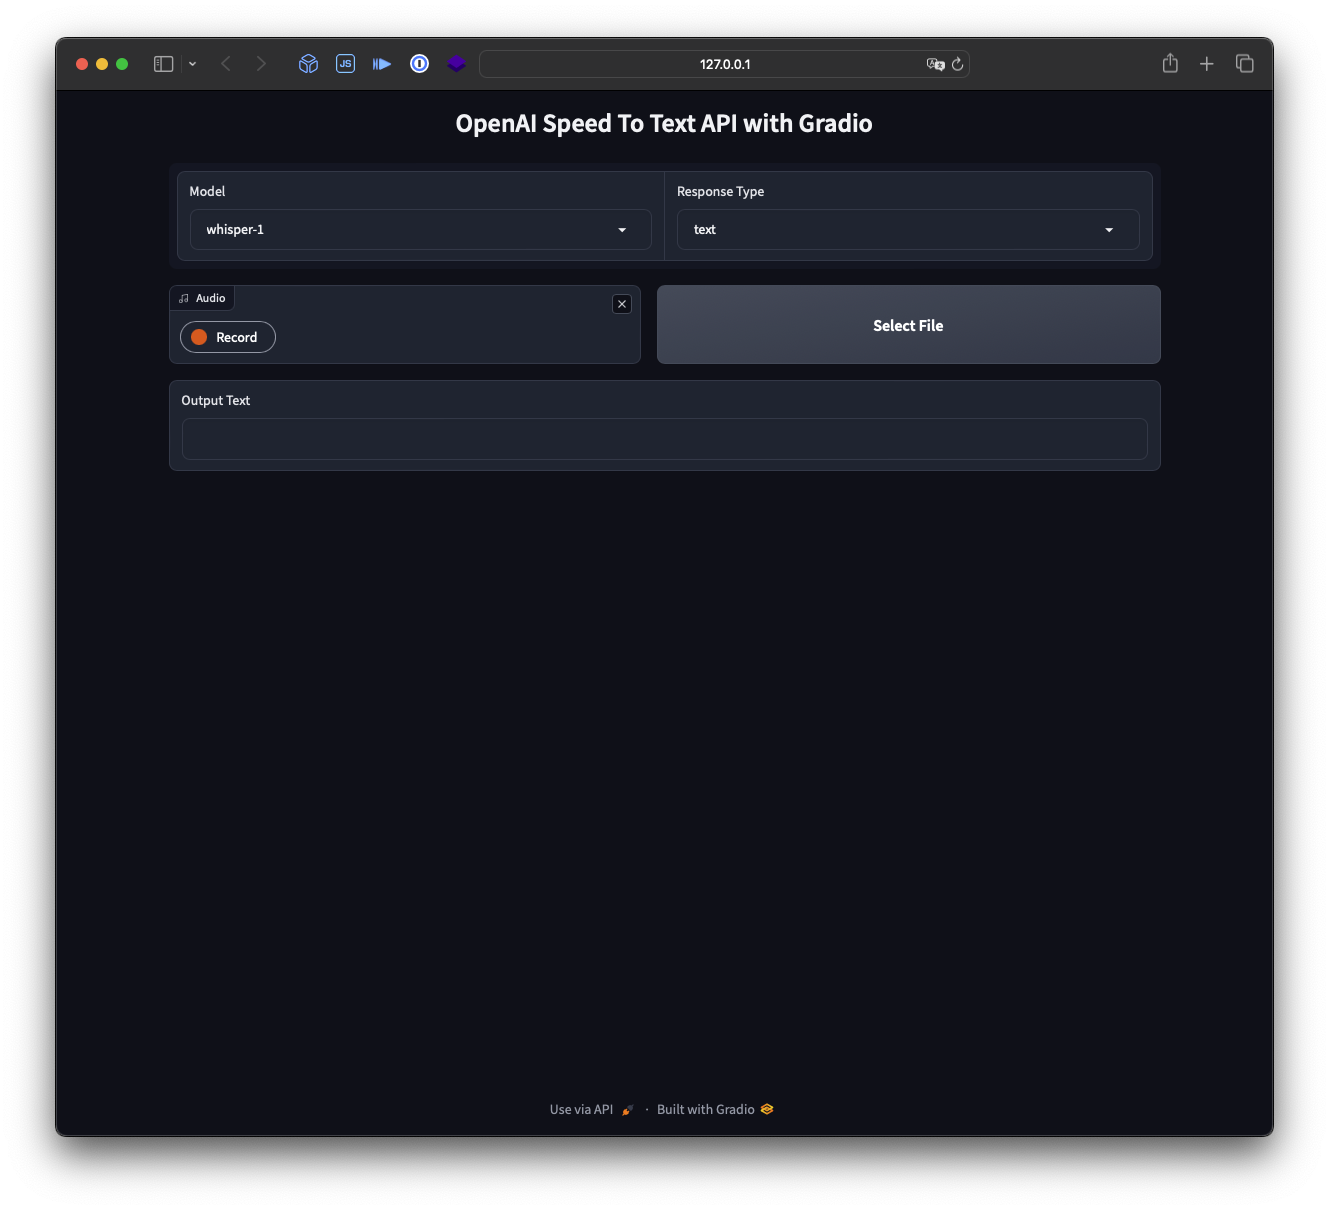 JS
127.0.0.1
OpenAI Speed To Text API with Gradio
Model
Response Type
whisper-1
text
Audio
Record
Select File
Output Text
Use via API · Built with Gradio